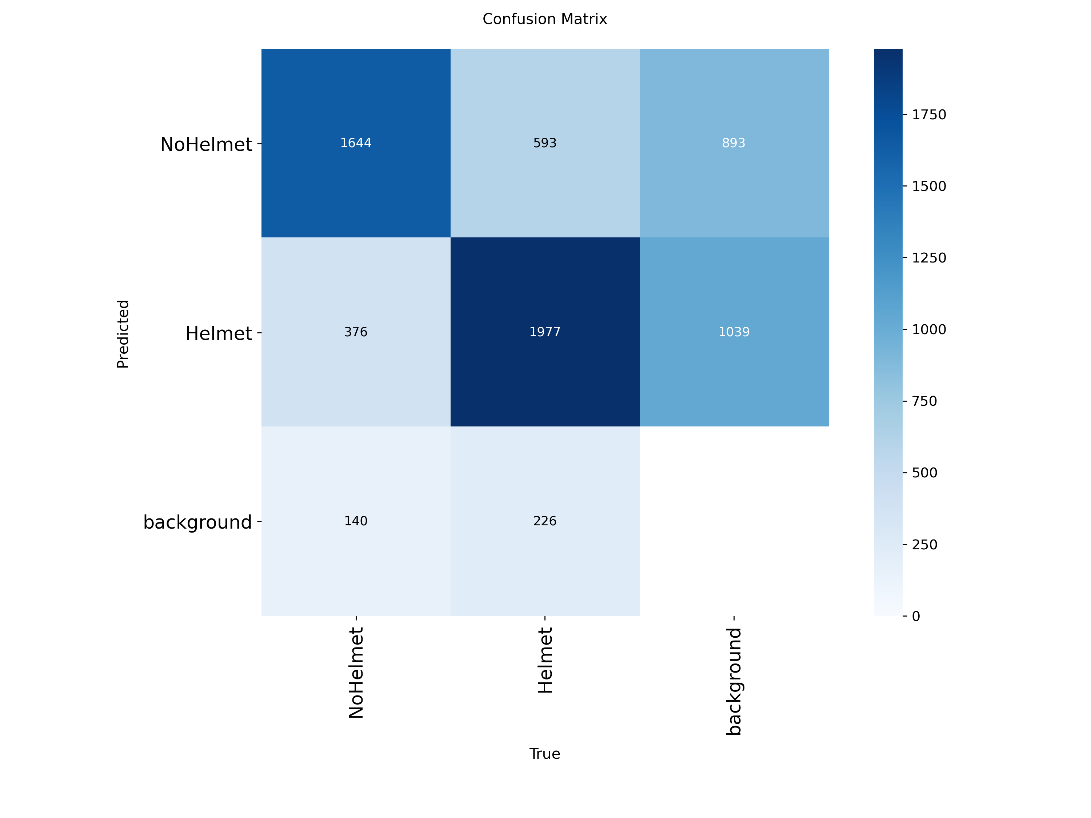 Confusion Matrix
NoHelmet
1644
593
893
Helmet
376
1977
1039
background
140
226
Predicted
NoHelmet
Helmet
background
True
1750
1500
1250
1000
750
500
250
0